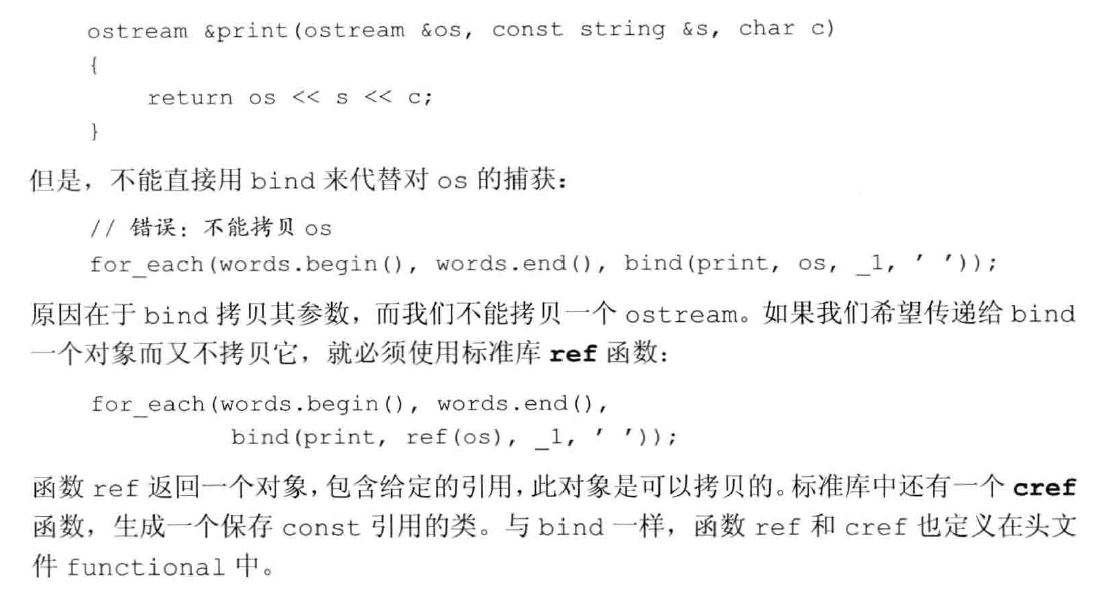 ostream &print(ostream &os, const string &s, char c)
{
return os << s << c;
}
但是，不能直接用 bind 来代替对 os 的捕获：
// 错误：不能拷贝 os
for_each(words.begin(), words.end(), bind(print, os, _1, ' '));
原因在于 bind 拷贝其参数，而我们不能拷贝一个 ostream。如果我们希望传递给 bind
一个对象而又不拷贝它，就必须使用标准库 ref 函数：
for_each(words.begin(), words.end(),
bind(print, ref(os), _1, ' '));
函数 ref 返回一个对象，包含给定的引用，此对象是可以拷贝的。标准库中还有一个 cref
函数，生成一个保存 const 引用的类。与 bind 一样，函数 ref 和 cref 也定义在头文
件 functional 中。